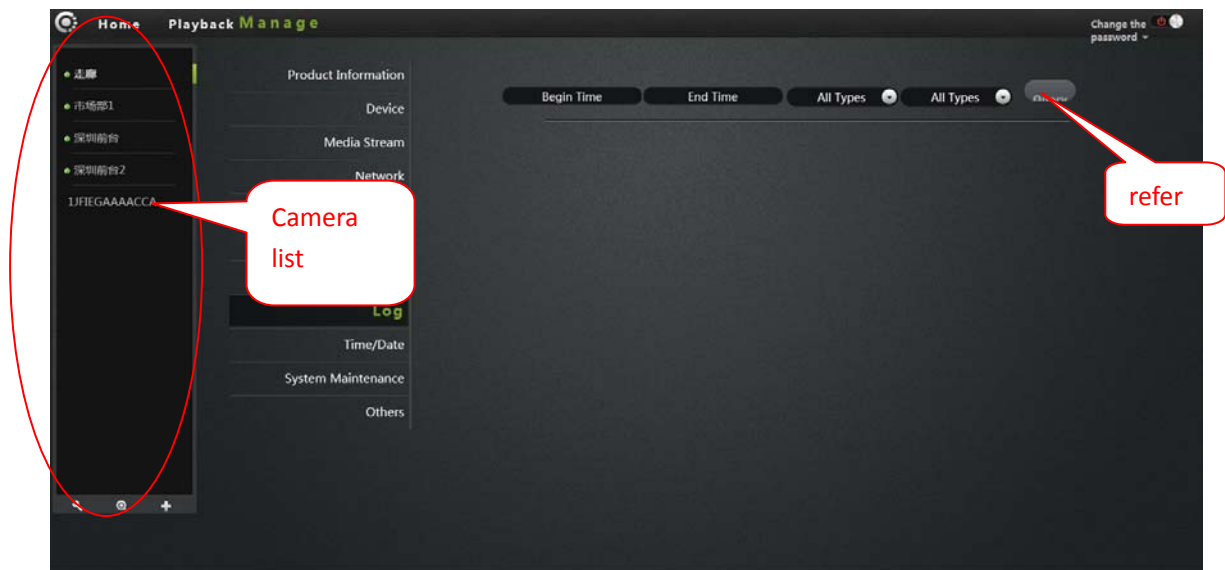 Home Playback Manage
Change the
password
走廊
市场部1
深圳前台
深圳前台2
1JFIEGAAAACCA
Camera
list
Product Information
Device
Media Stream
Network
Log
Time/Date
System Maintenance
Others
Begin Time End Time All Types All Types
refer